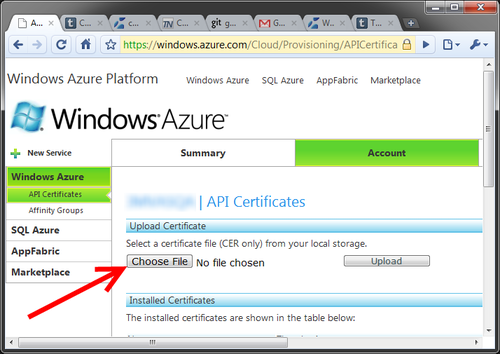 A...
C...
c...
CN...
git g...
G...
W...
T...
https://windows.azure.com/Cloud/Provisioning/APICertifica
Windows Azure Platform Windows Azure SQL Azure AppFabric Marketplace
Windows Azure™
New Service Summary Account
Windows Azure
API Certificates
Affinity Groups
SQL Azure
AppFabric
Marketplace
| API Certificates
Upload Certificate
Select a certificate file (CER only) from your local storage.
Choose File No file chosen Upload
Installed Certificates
The installed certificates are shown in the table below: